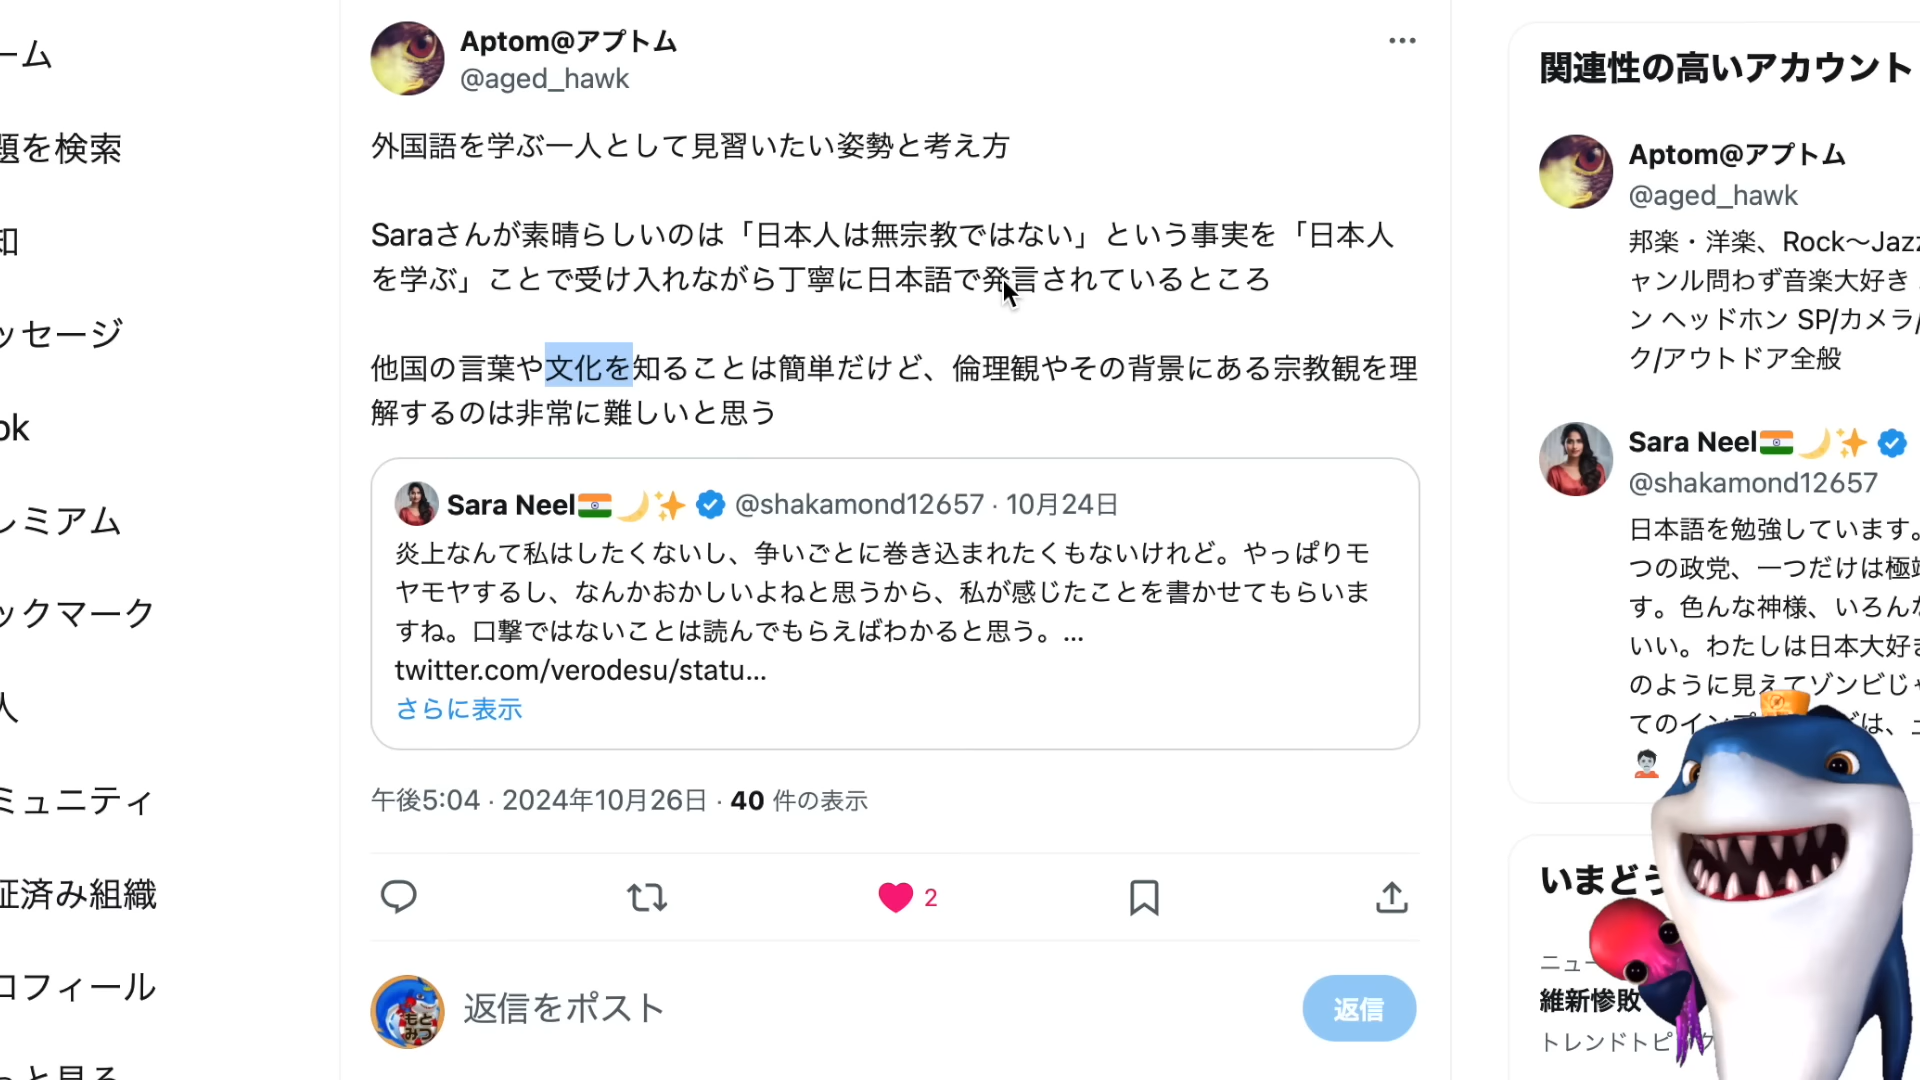 ーム
題を検索
知
ッセージ
ok
レミアム
ックマーク
人
ミュニティ
証済み組織
ロフィール
っと見る
Aptom@アプトム
@aged_hawk
外国語を学ぶ一人として見習いたい姿勢と考え方
Saraさんが素晴らしいのは「日本人は無宗教ではない」という事実を「日本人
を学ぶ」ことで受け入れながら丁寧に日本語で発言されているところ
他国の言葉や文化を知ることは簡単だけど、倫理観やその背景にある宗教観を理
解するのは非常に難しいと思う
Sara Neel🇮🇳🌙✨ @shakamond12657 · 10月24日
炎上なんて私はしたくないし、争いごとに巻き込まれたくもないけれど。やっぱりモ
ヤモヤするし、なんかおかしいよねと思うから、私が感じたことを書かせてもらいま
すね。口撃ではないことは読んでもらえばわかると思う。...
twitter.com/verodesu/statu...
さらに表示
午後5:04 · 2024年10月26日 · 40 件の表示
2
もと
みつ
返信をポスト
返信
関連性の高いアカウント
Aptom@アプトム
@aged_hawk
邦楽・洋楽、Rock〜Jazz
ャンル問わず音楽大好き
ン ヘッドホン SP/カメラ/
ク/アウトドア全般
Sara Neel🇮🇳🌙✨
@shakamond12657
日本語を勉強しています。
つの政党、一つだけは極端
す。色んな神様、いろんな
いい。わたしは日本大好き
のように見えてゾンビじゃ
てのイン
は、
いまどう
ニュー
維新惨敗
トレンドトピック